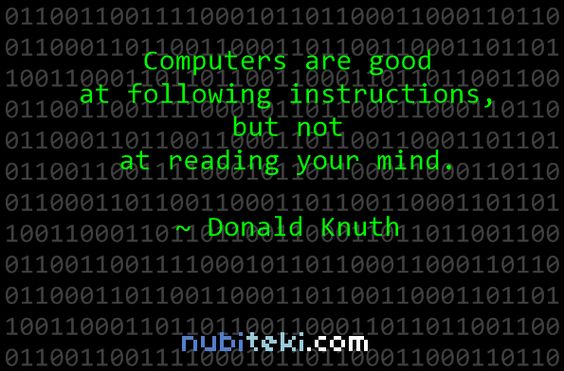 Computers are good
at following instructions,
but not
at reading your mind.
~ Donald Knuth
nubiteki.com